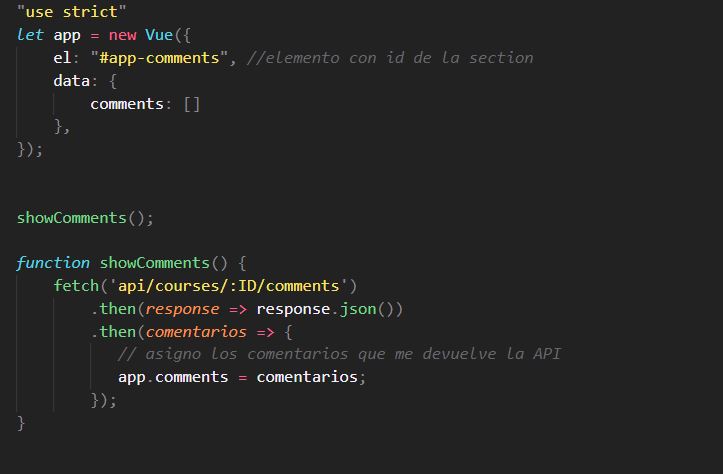 "use strict"
let app = new Vue({
    el: "#app-comments", //elemento con id de la section
    data: {
        comments: []
    },
});
showComments();
function showComments() {
    fetch('api/courses/:ID/comments')
        .then(response => response.json())
        .then(comentarios => {
           // asigno los comentarios que me devuelve la API
           app.comments = comentarios;
        });
}